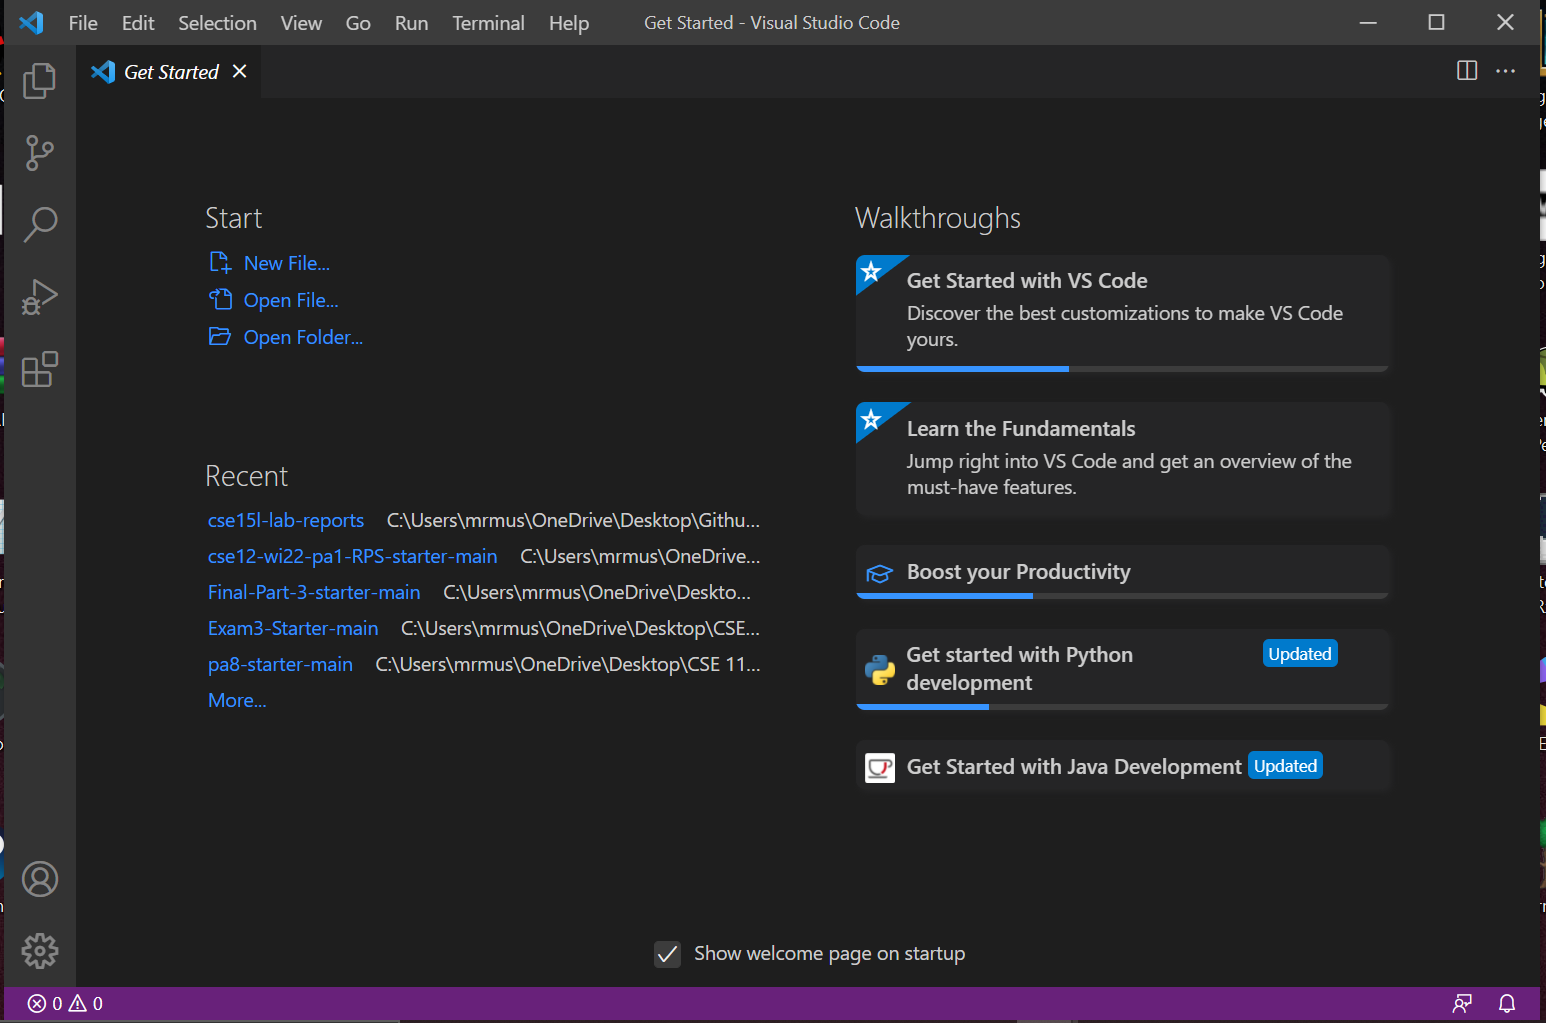 File Edit Selection View Go Run Terminal Help Get Started - Visual Studio Code
Get Started
Start
New File...
Open File...
Open Folder...
Recent
cse15l-lab-reports C:\Users\mrmus\OneDrive\Desktop\Githu...
cse12-wi22-pa1-RPS-starter-main C:\Users\mrmus\OneDrive...
Final-Part-3-starter-main C:\Users\mrmus\OneDrive\Deskto...
Exam3-Starter-main C:\Users\mrmus\OneDrive\Desktop\CSE...
pa8-starter-main C:\Users\mrmus\OneDrive\Desktop\CSE 11...
More...
Walkthroughs
Get Started with VS Code
Discover the best customizations to make VS Code
yours.
Learn the Fundamentals
Jump right into VS Code and get an overview of the
must-have features.
Boost your Productivity
Get started with Python
development
Updated
Get Started with Java Development Updated
Show welcome page on startup
0 0